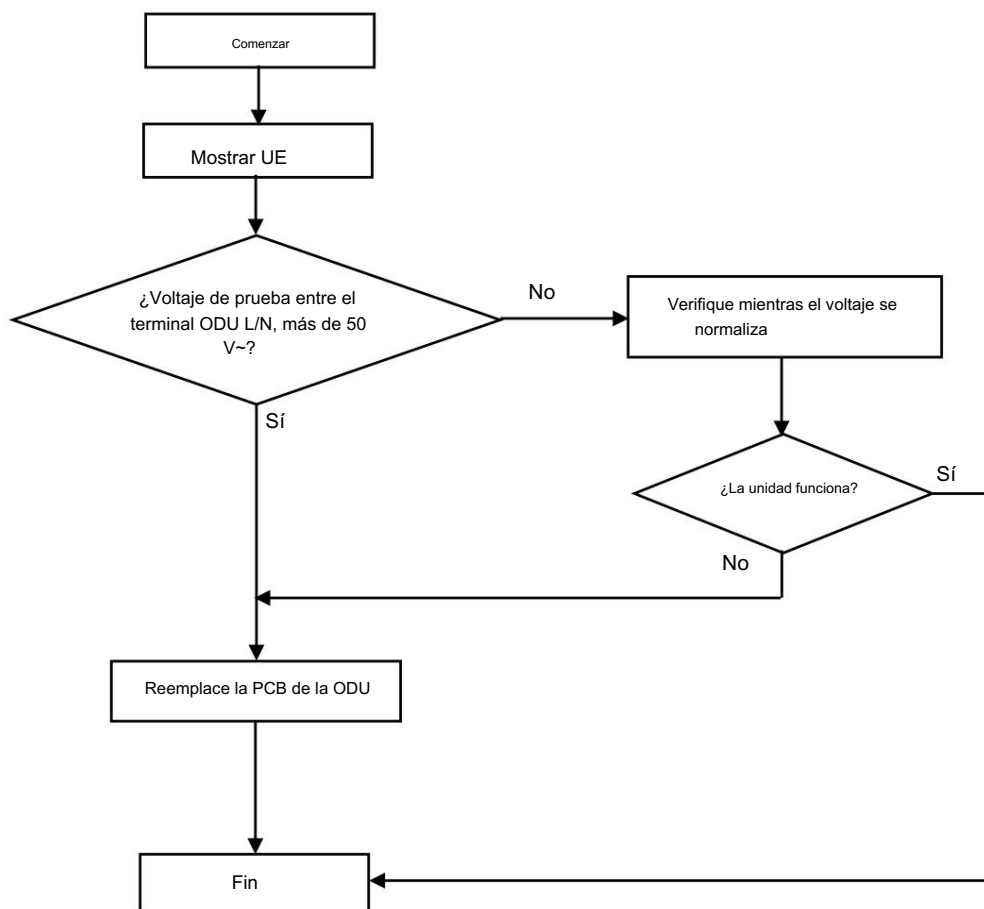 Comenzar
Mostrar UE
¿Voltaje de prueba entre el
terminal ODU L/N, más de 50
V~?
No
Verifique mientras el voltaje se
normaliza
Sí
¿La unidad funciona?
Sí
No
Reemplace la PCB de la ODU
Fin